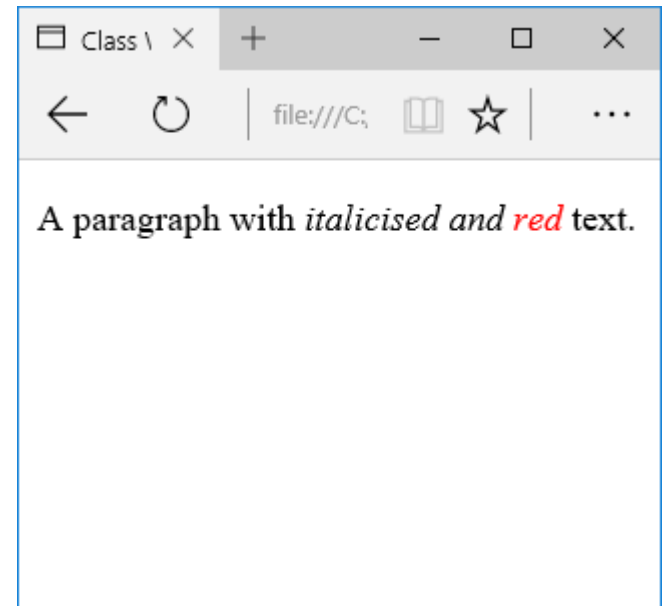 Class \
file:///C:
A paragraph with italicised and red text.